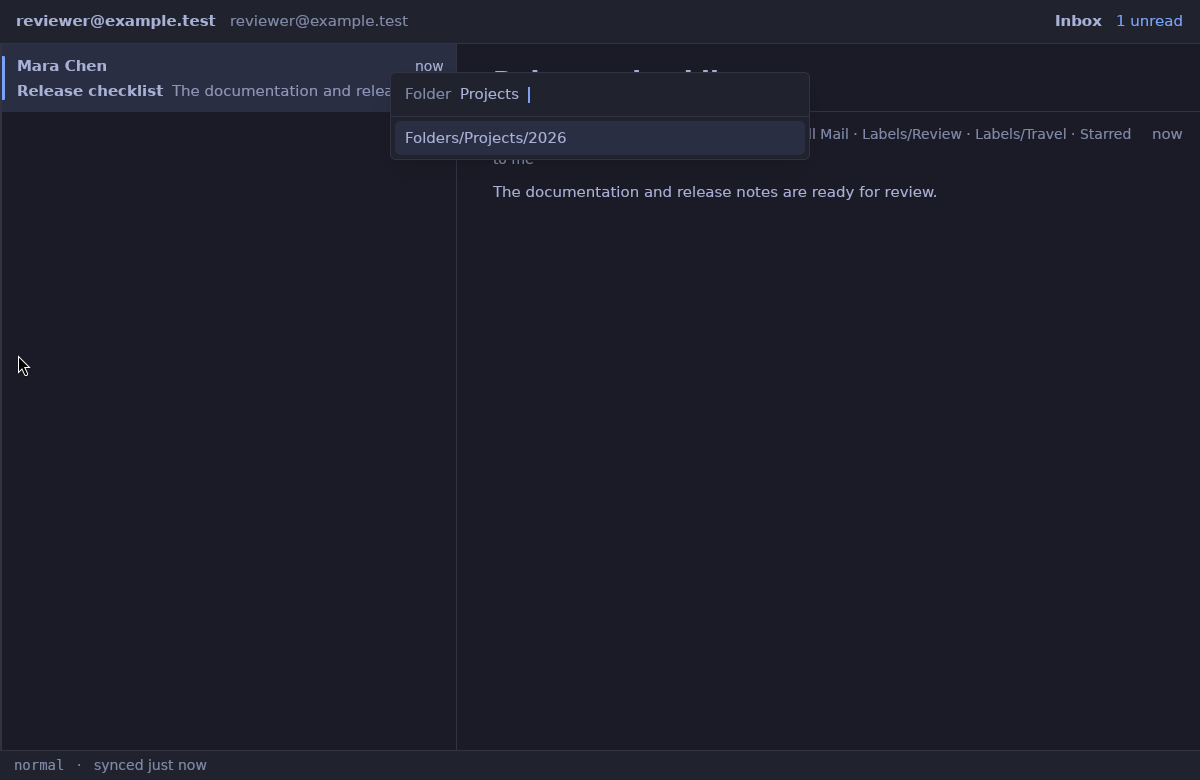 reviewer@example.test reviewer@example.test Inbox 1 unread
Mara Chen now
Release checklist The documentation and relea
Folder Projects
Folders/Projects/2026
ll Mail · Labels/Review · Labels/Travel · Starred now
to me
The documentation and release notes are ready for review.
normal · synced just now